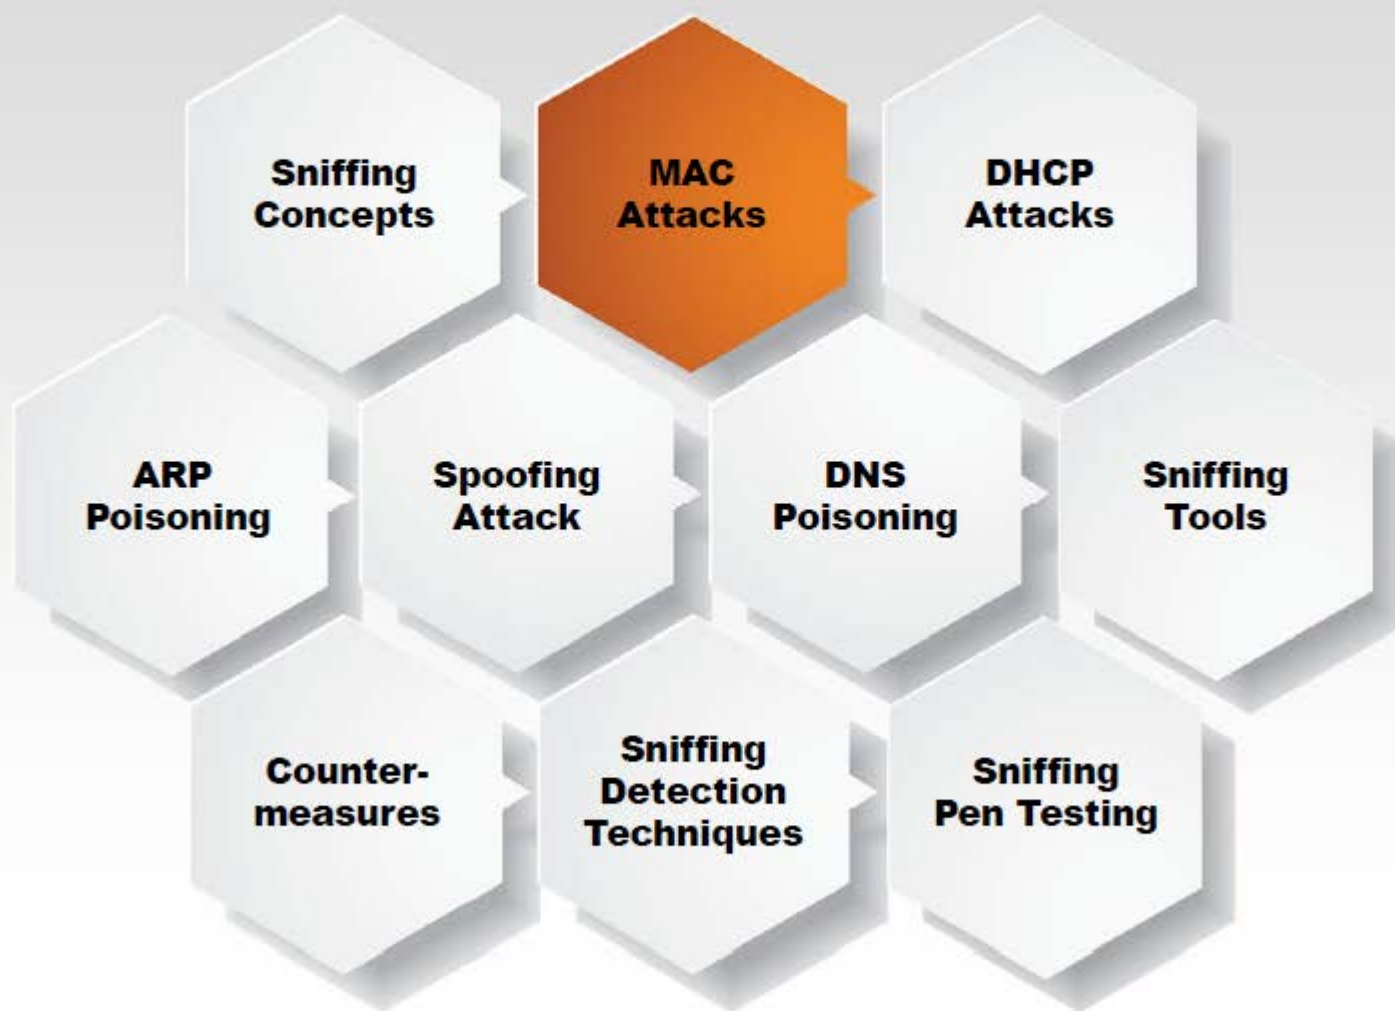 Sniffing
Concepts
MAC
Attacks
DHCP
Attacks
ARP
Poisoning
Spoofing
Attack
DNS
Poisoning
Sniffing
Tools
Counter-
measures
Sniffing
Detection
Techniques
Sniffing
Pen Testing